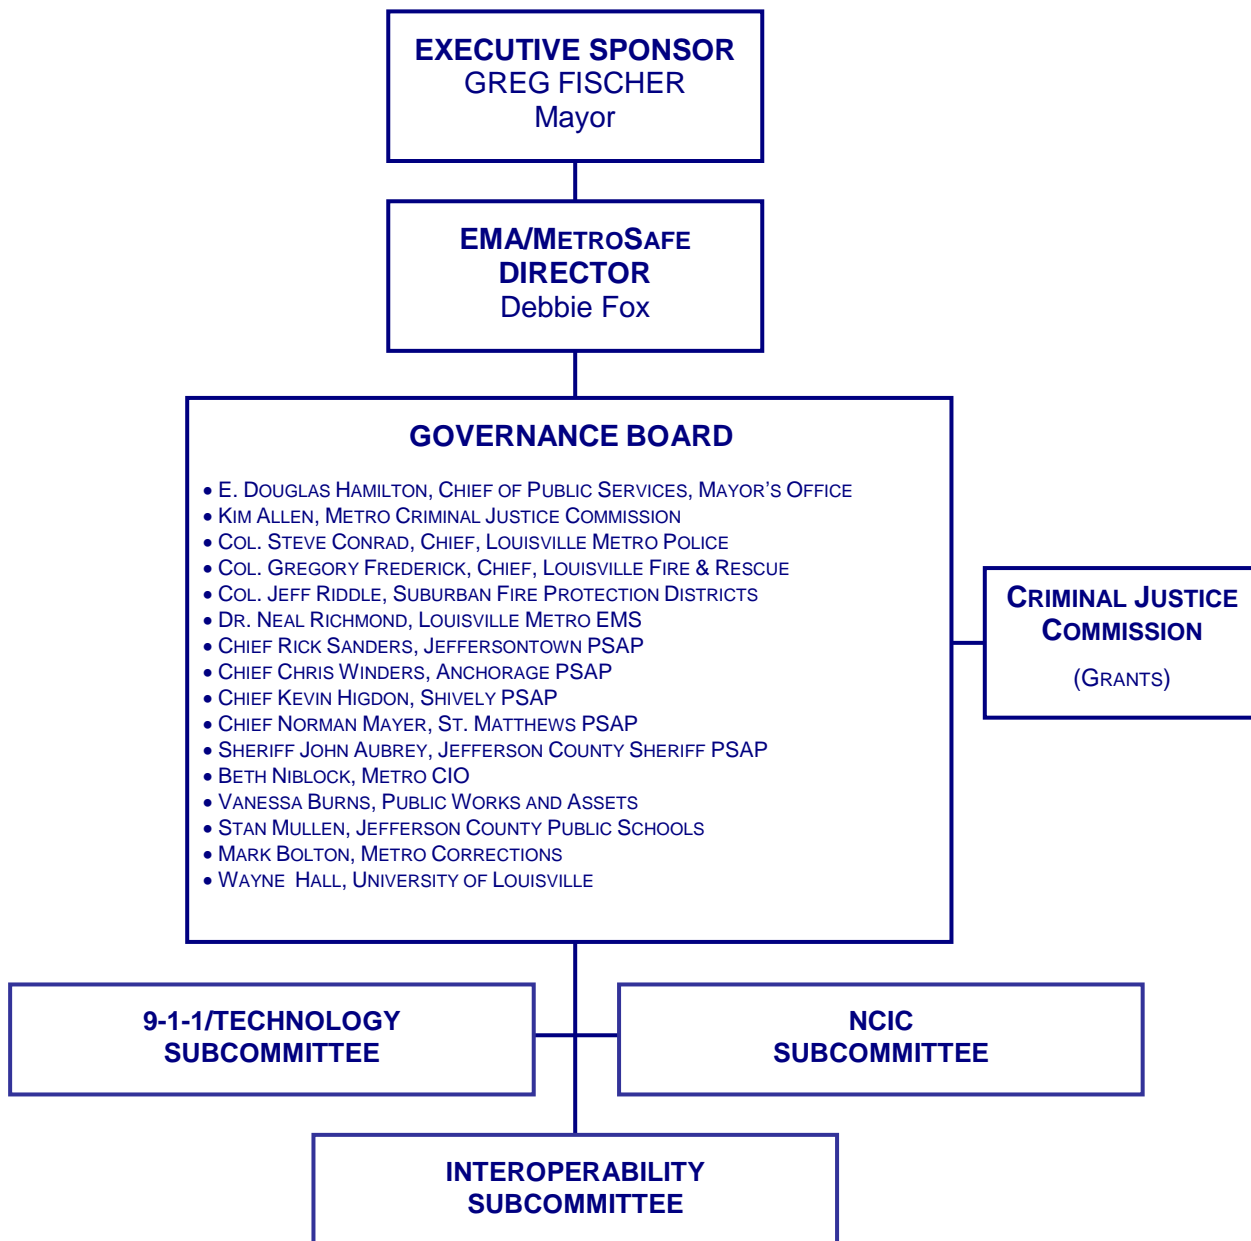 EXECUTIVE SPONSOR
GREG FISCHER
Mayor
EMA/METROSAFE
DIRECTOR
Debbie Fox
GOVERNANCE BOARD
• E. DOUGLAS HAMILTON, CHIEF OF PUBLIC SERVICES, MAYOR'S OFFICE
• KIM ALLEN, METRO CRIMINAL JUSTICE COMMISSION
• COL. STEVE CONRAD, CHIEF, LOUISVILLE METRO POLICE
• COL. GREGORY FREDERICK, CHIEF, LOUISVILLE FIRE & RESCUE
• COL. JEFF RIDDLE, SUBURBAN FIRE PROTECTION DISTRICTS
• DR. NEAL RICHMOND, LOUISVILLE METRO EMS
• CHIEF RICK SANDERS, JEFFERSONTOWN PSAP
• CHIEF CHRIS WINDERS, ANCHORAGE PSAP
• CHIEF KEVIN HIGDON, SHIVELY PSAP
• CHIEF NORMAN MAYER, ST. MATTHEWS PSAP
• SHERIFF JOHN AUBREY, JEFFERSON COUNTY SHERIFF PSAP
• BETH NIBLOCK, METRO CIO
• VANESSA BURNS, PUBLIC WORKS AND ASSETS
• STAN MULLEN, JEFFERSON COUNTY PUBLIC SCHOOLS
• MARK BOLTON, METRO CORRECTIONS
• WAYNE HALL, UNIVERSITY OF LOUISVILLE
CRIMINAL JUSTICE
COMMISSION
(GRANTS)
9-1-1/TECHNOLOGY
SUBCOMMITTEE
NCIC
SUBCOMMITTEE
INTEROPERABILITY
SUBCOMMITTEE